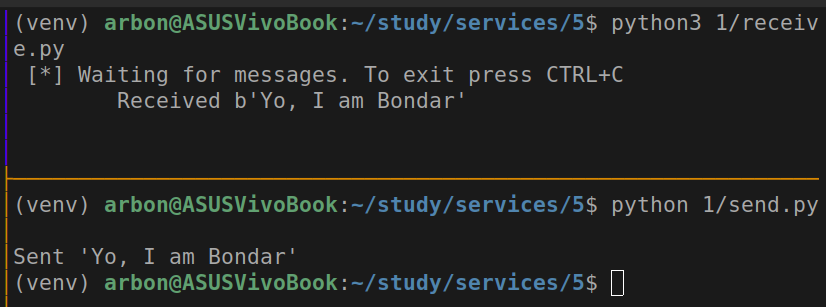 (venv) arbon@ASUSVivoBook:~/study/services/5$ python3 1/receiv
e.py
 [*] Waiting for messages. To exit press CTRL+C
        Received b'Yo, I am Bondar'
(venv) arbon@ASUSVivoBook:~/study/services/5$ python 1/send.py
Sent 'Yo, I am Bondar'
(venv) arbon@ASUSVivoBook:~/study/services/5$